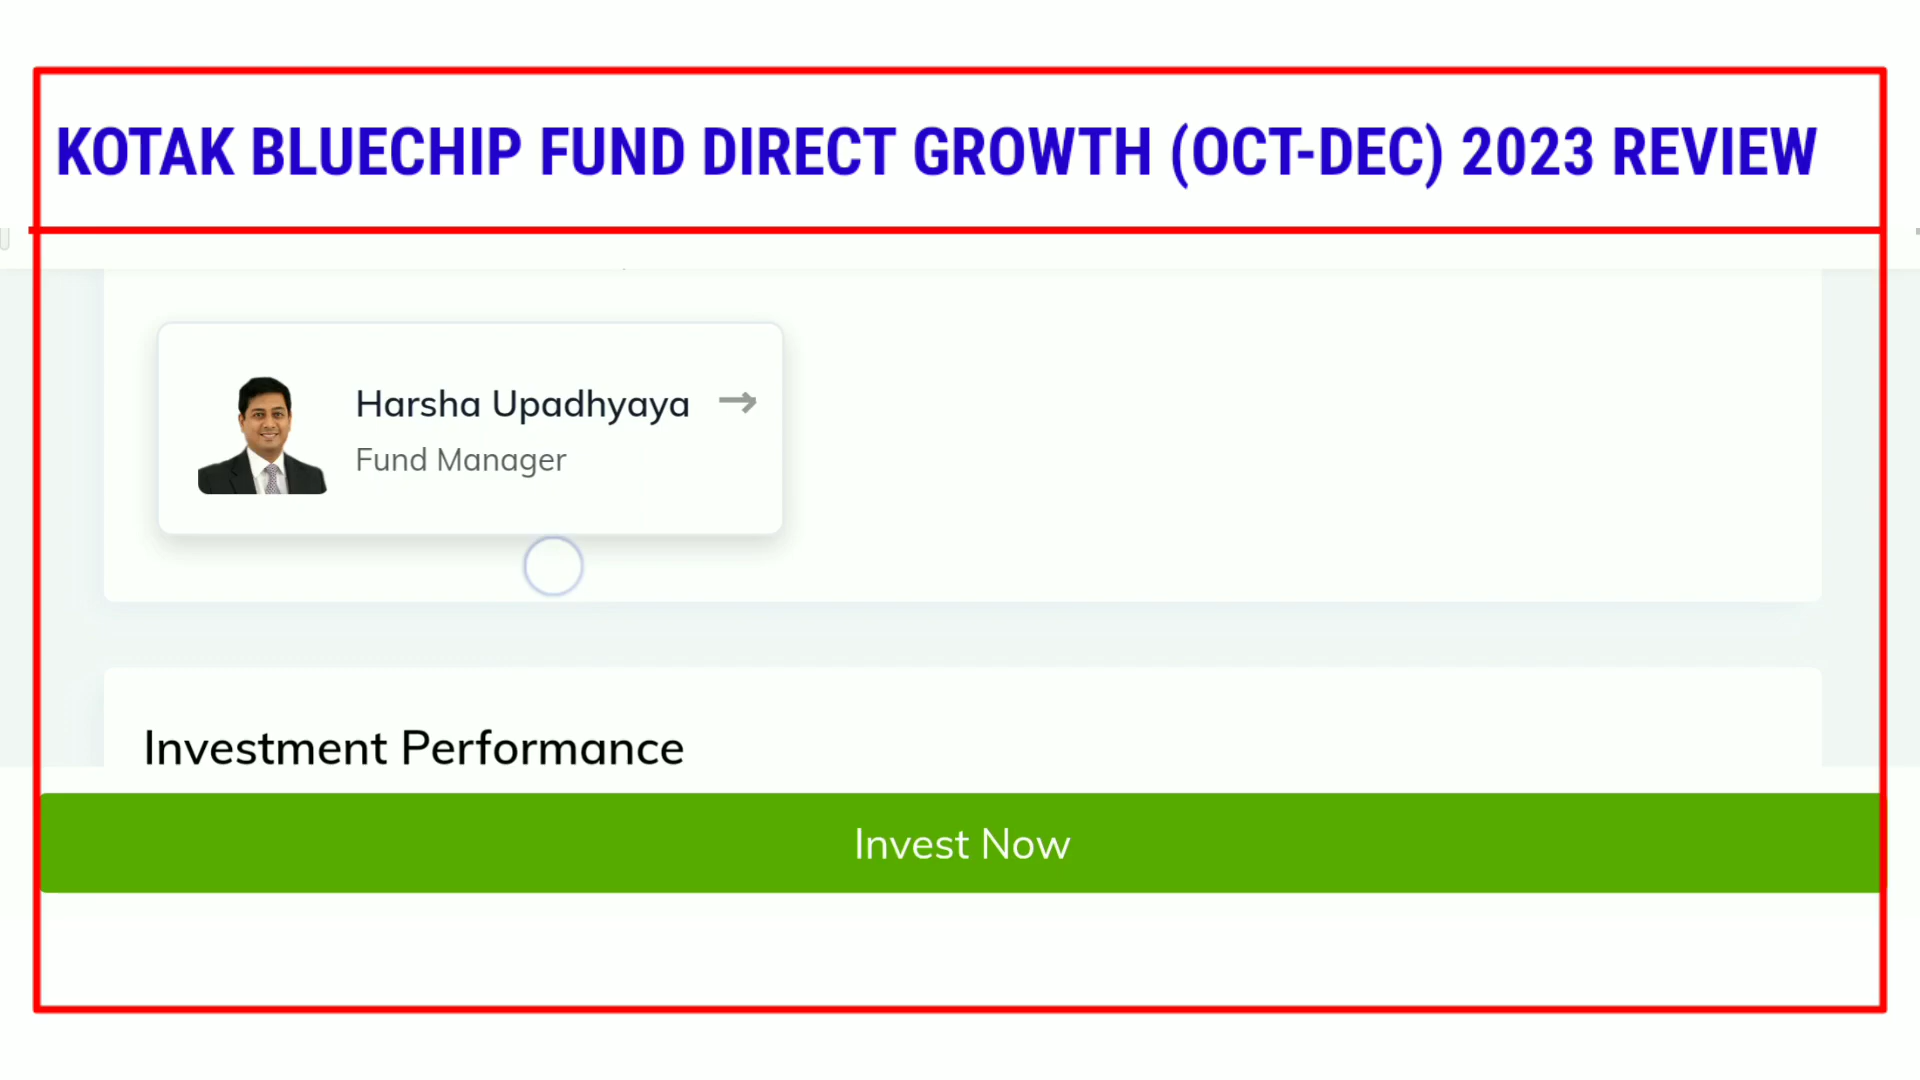 KOTAK BLUECHIP FUND DIRECT GROWTH (OCT-DEC) 2023 REVIEW
Harsha Upadhyaya
Fund Manager
Investment Performance
Invest Now